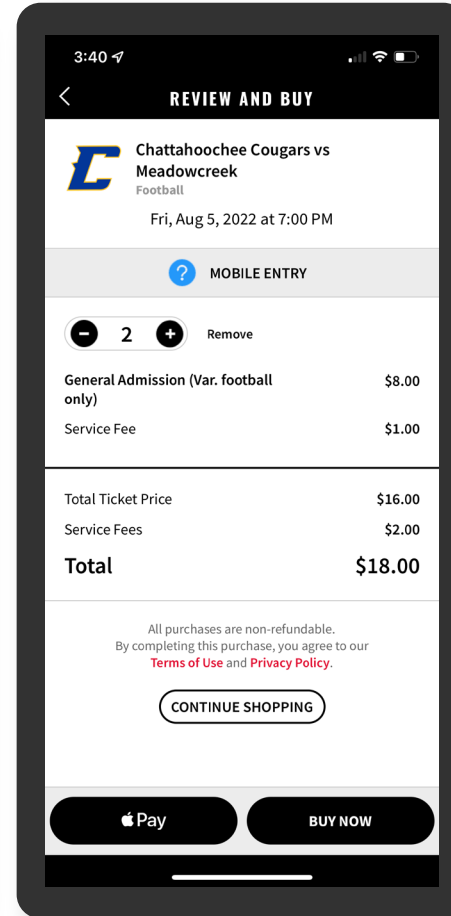 3:40
REVIEW AND BUY
C
Chattahoochee Cougars vs
Meadowcreek
Football
Fri, Aug 5, 2022 at 7:00 PM
? MOBILE ENTRY
- 2 + Remove
General Admission (Var. football $8.00
only)
Service Fee $1.00
Total Ticket Price $16.00
Service Fees $2.00
Total $18.00
All purchases are non-refundable.
By completing this purchase, you agree to our
Terms of Use and Privacy Policy.
CONTINUE SHOPPING
Pay BUY NOW